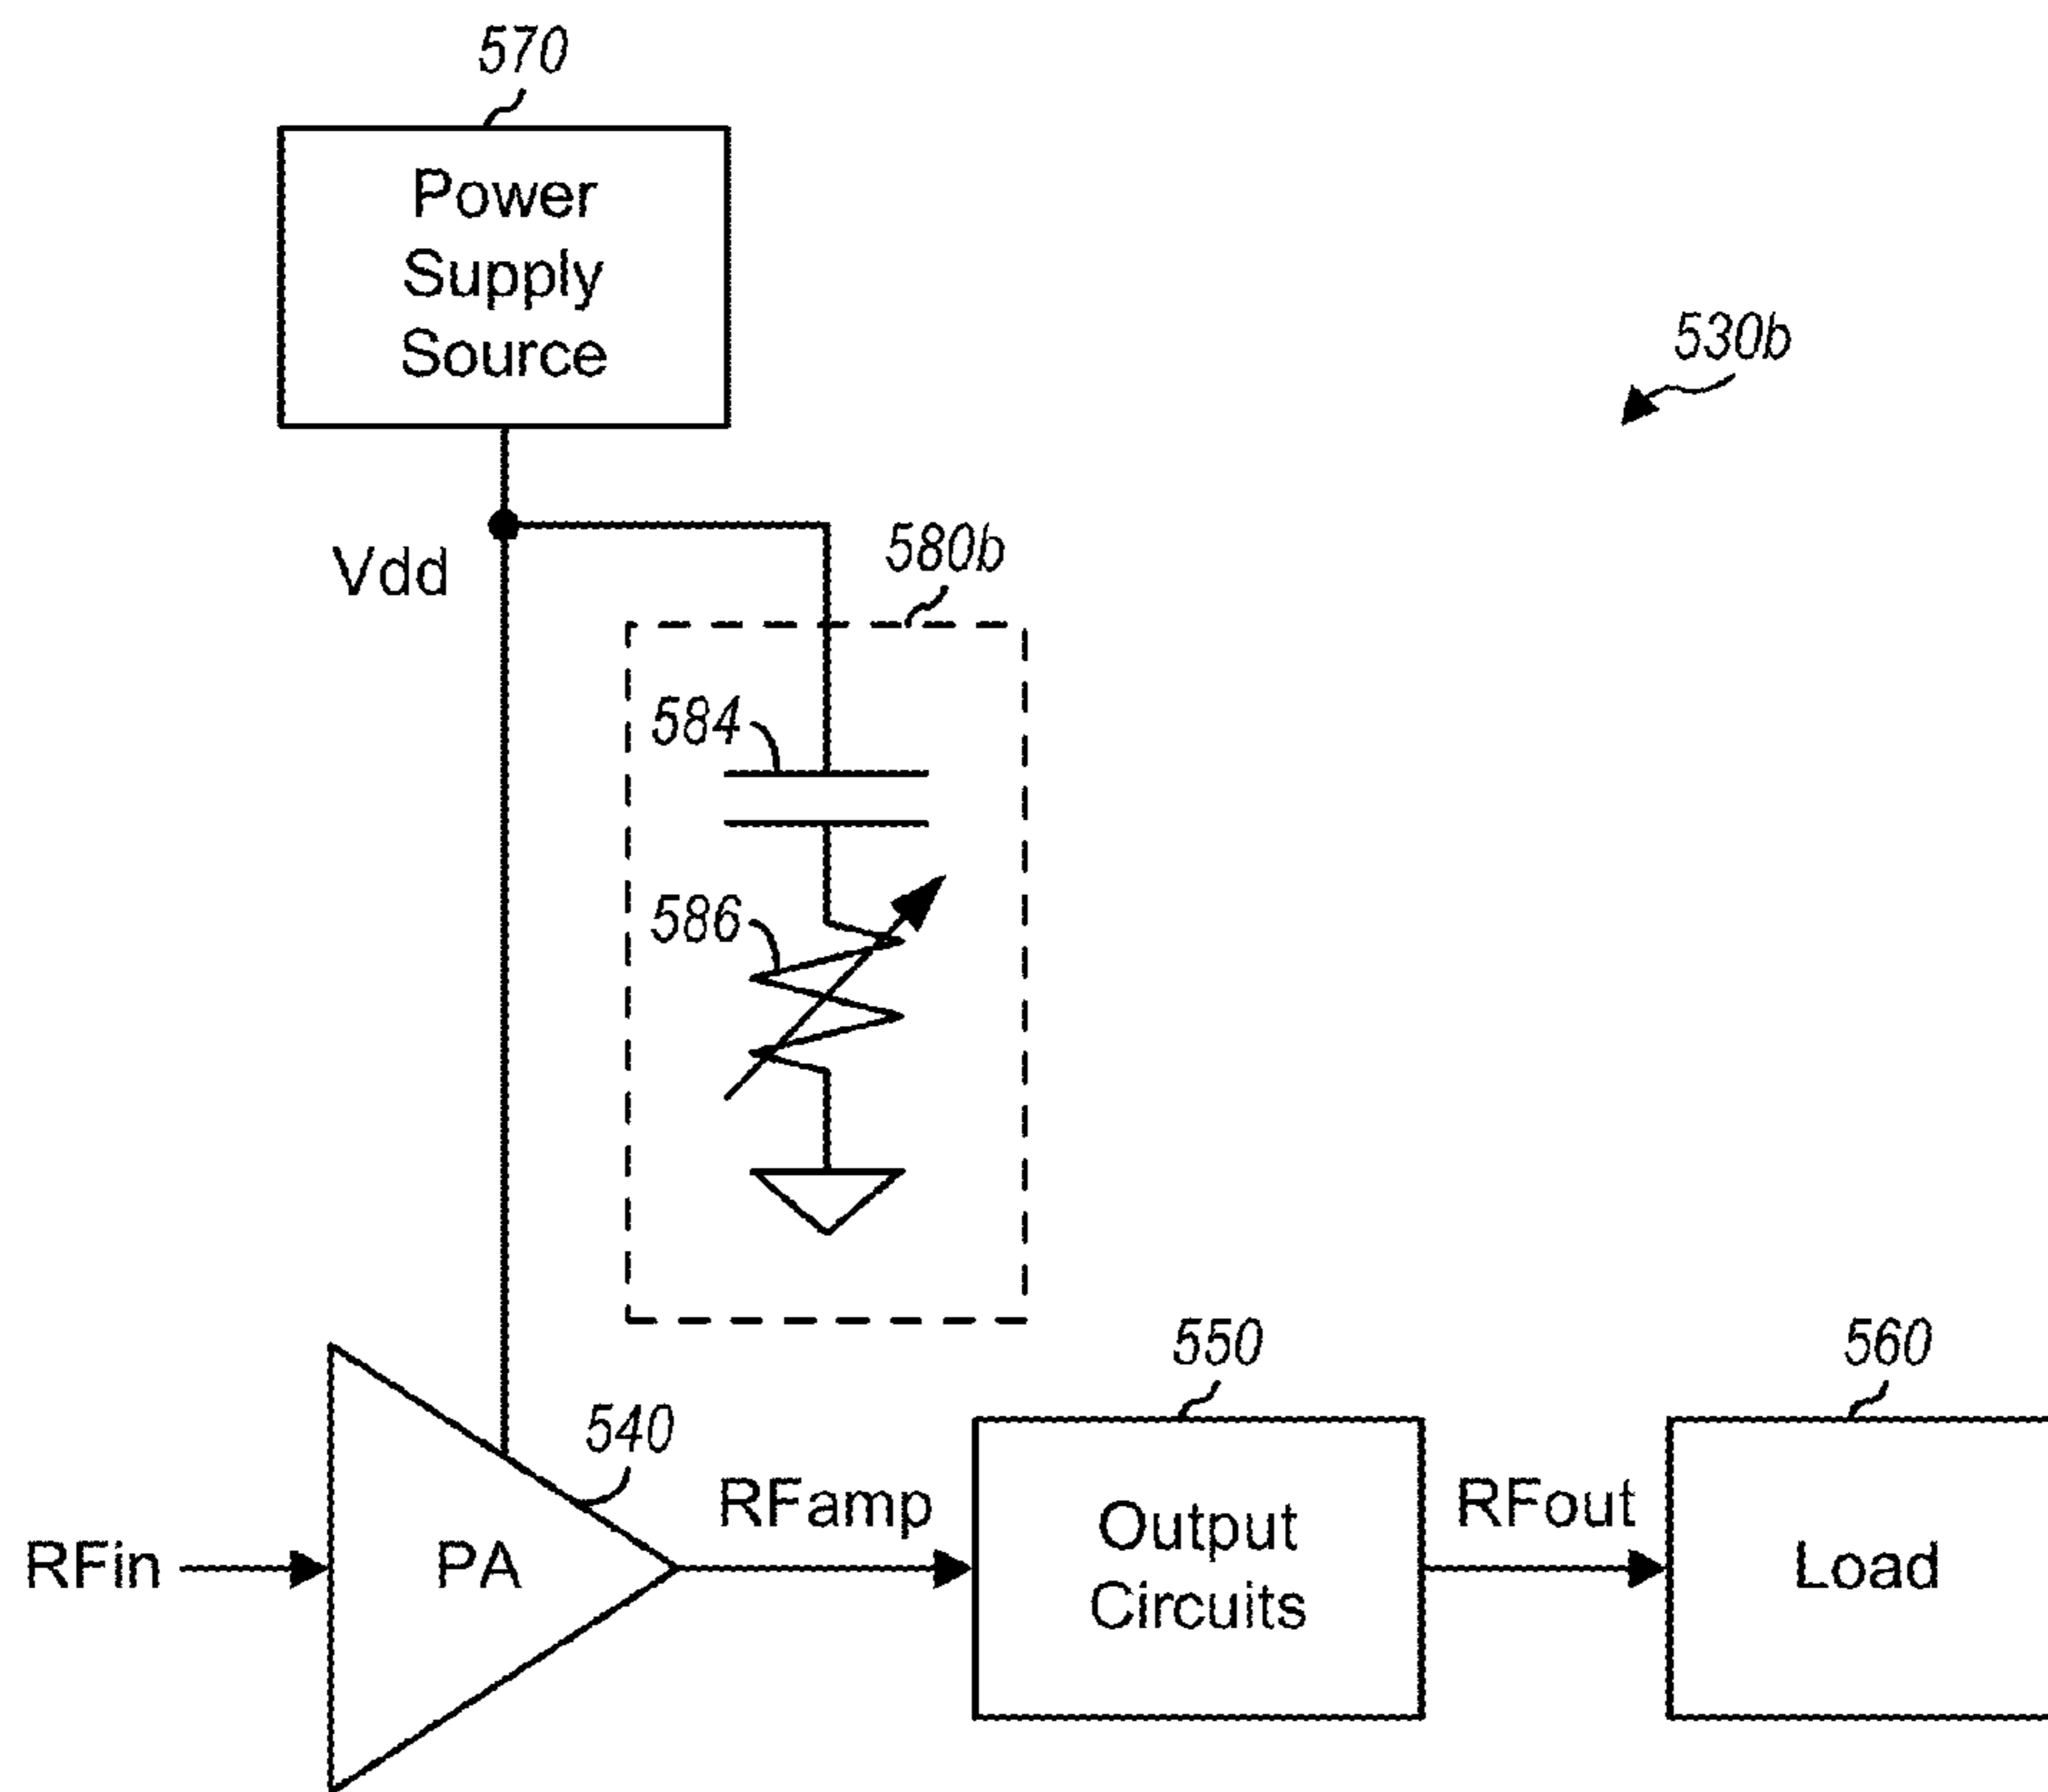 570
Power
Supply
Source
530b
Vdd
580b
584
586
540
550
560
RFin
PA
RFamp
Output
Circuits
RFout
Load